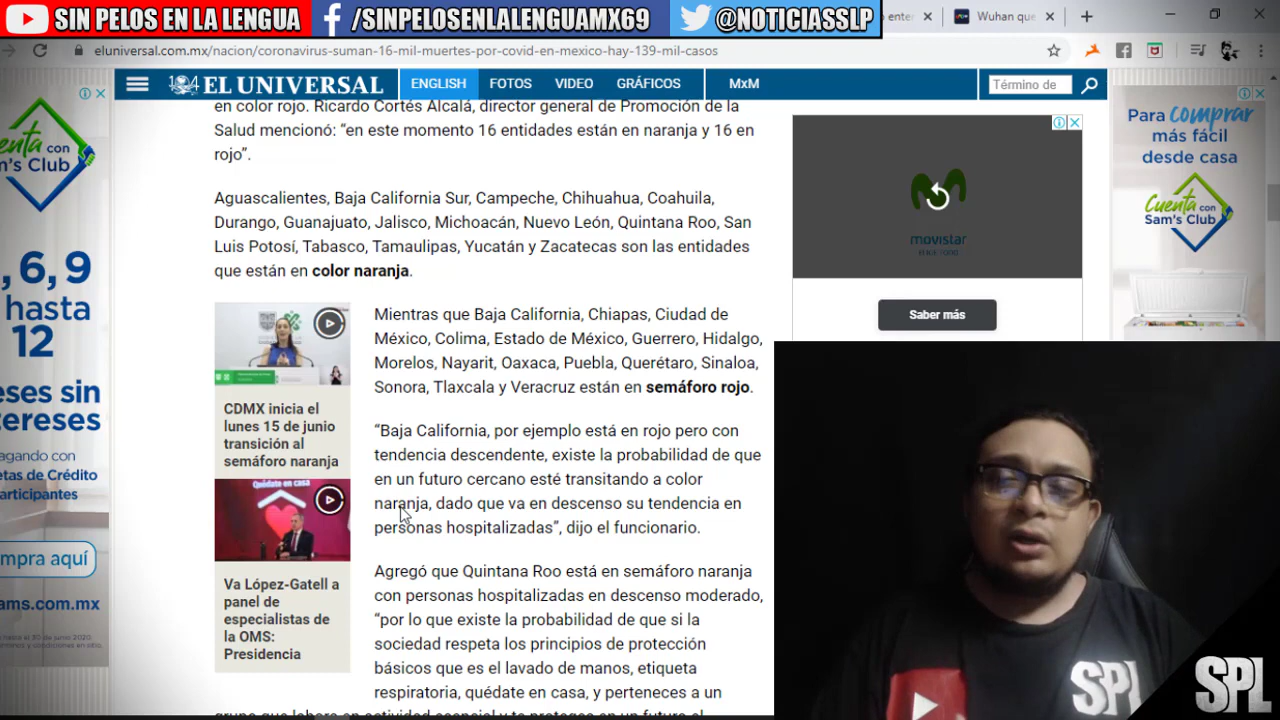 SIN PELOS EN LA LENGUA
/SINPELOSENLALENGUAMX69
@NOTICIASSLP
Wuhan que
eluniversal.com.mx/nacion/coronavirus-suman-16-mil-muertes-por-covid-en-mexico-hay-139-mil-casos
EL UNIVERSAL
ENGLISH
FOTOS
VIDEO
GRÁFICOS
MxM
Término de
en color rojo. Ricardo Cortés Alcalá, director general de Promoción de la
Salud mencionó: “en este momento 16 entidades están en naranja y 16 en
rojo”.
Aguascalientes, Baja California Sur, Campeche, Chihuahua, Coahuila,
Durango, Guanajuato, Jalisco, Michoacán, Nuevo León, Quintana Roo, San
Luis Potosí, Tabasco, Tamaulipas, Yucatán y Zacatecas son las entidades
que están en color naranja.
Mientras que Baja California, Chiapas, Ciudad de
México, Colima, Estado de México, Guerrero, Hidalgo,
Morelos, Nayarit, Oaxaca, Puebla, Querétaro, Sinaloa,
Sonora, Tlaxcala y Veracruz están en semáforo rojo.
“Baja California, por ejemplo está en rojo pero con
tendencia descendente, existe la probabilidad de que
en un futuro cercano esté transitando a color
naranja, dado que va en descenso su tendencia en
personas hospitalizadas”, dijo el funcionario.
Agregó que Quintana Roo está en semáforo naranja
con personas hospitalizadas en descenso moderado,
“por lo que existe la probabilidad de que si la
sociedad respeta los principios de protección
básicos que es el lavado de manos, etiqueta
respiratoria, quédate en casa, y perteneces a un
CDMX inicia el
lunes 15 de junio
transición al
semáforo naranja
Quédate en casa
Va López-Gatell a
panel de
especialistas de
la OMS:
Presidencia
movistar
Saber más
Cuenta con
Sam's Club
, 6, 9
hasta
12
eses sin
tereses
agando con
etas de Crédito
articipantes
mpra aquí
ams.com.mx
Para comprar
más fácil
desde casa
Cuenta con
Sam's Club
SPL
SPL